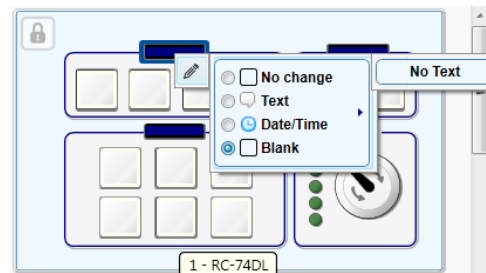 No change
No Text
Text
Date/Time
Blank
1 - RC-74DL